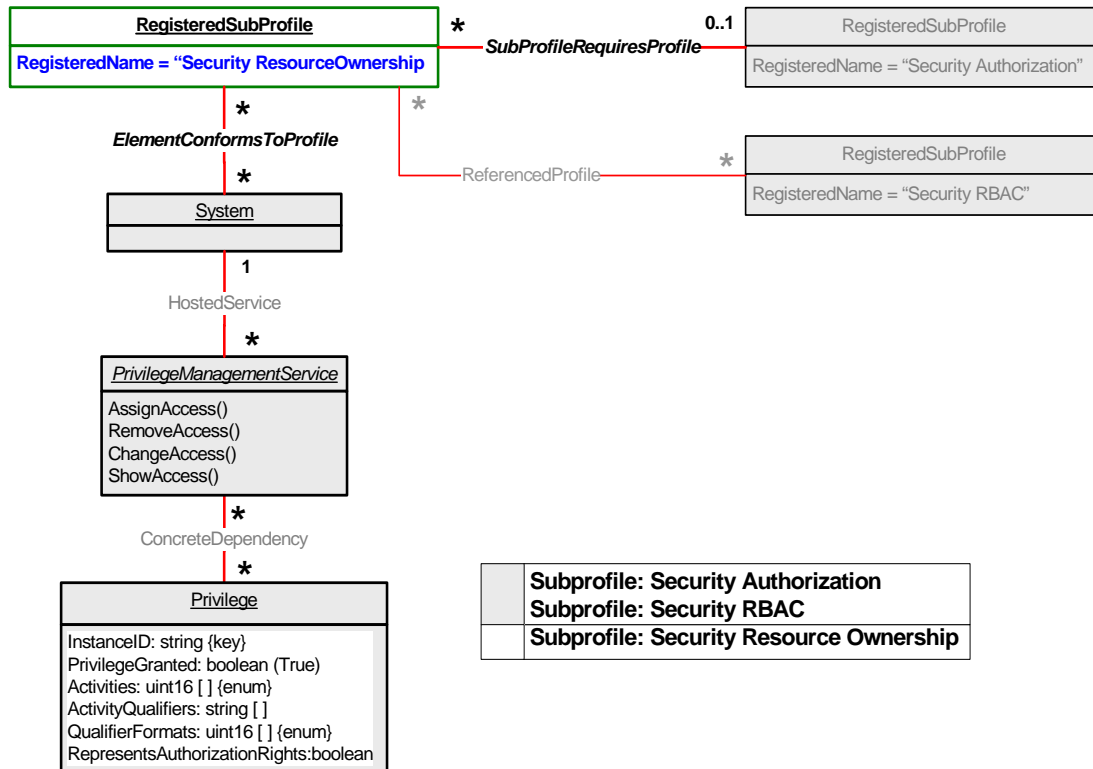 RegisteredSubProfile
RegisteredName = “Security ResourceOwnership
*
SubProfileRequiresProfile
0..1
RegisteredSubProfile
RegisteredName = “Security Authorization”
*
ElementConformsToProfile
*
*
ReferencedProfile
*
RegisteredSubProfile
RegisteredName = “Security RBAC”
System
1
HostedService
*
PrivilegeManagementService
AssignAccess()
RemoveAccess()
ChangeAccess()
ShowAccess()
*
ConcreteDependency
*
Privilege
InstanceID: string {key}
PrivilegeGranted: boolean (True)
Activities: uint16 [ ] {enum}
ActivityQualifiers: string [ ]
QualifierFormats: uint16 [ ] {enum}
RepresentsAuthorizationRights:boolean
Subprofile: Security Authorization
Subprofile: Security RBAC
Subprofile: Security Resource Ownership